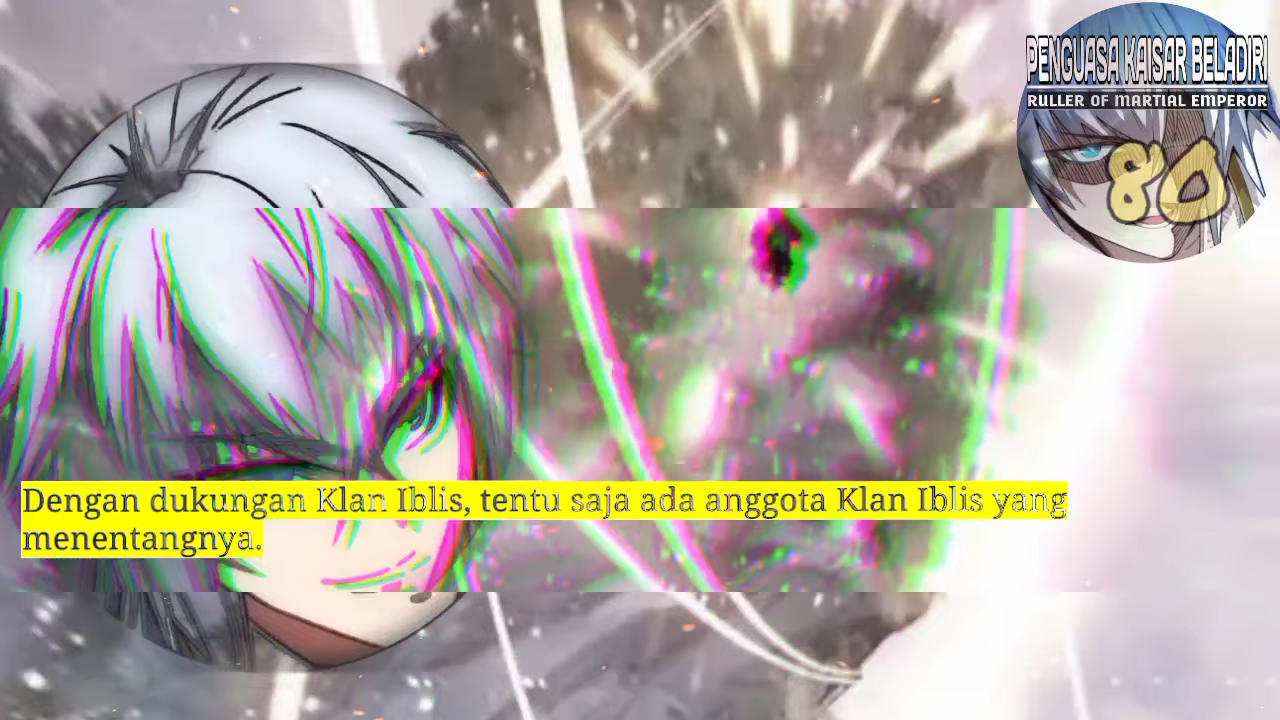 PENGUASA KAISAR BELADIRI
RULLER OF MARTIAL EMPEROR
80
Dengan dukungan Klan Iblis, tentu saja ada anggota Klan Iblis yang
menentangnya.